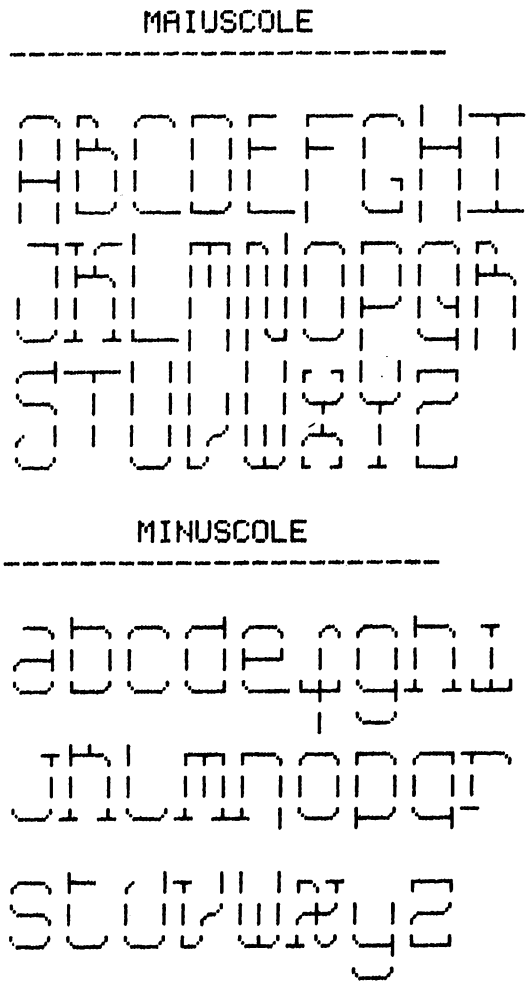 MAIUSCOLE
ABCDEFGHI
JKLMNOPQR
STUVWXYZ
MINUSCOLE
abcdefghi
jklmnopqr
stuvwxyz